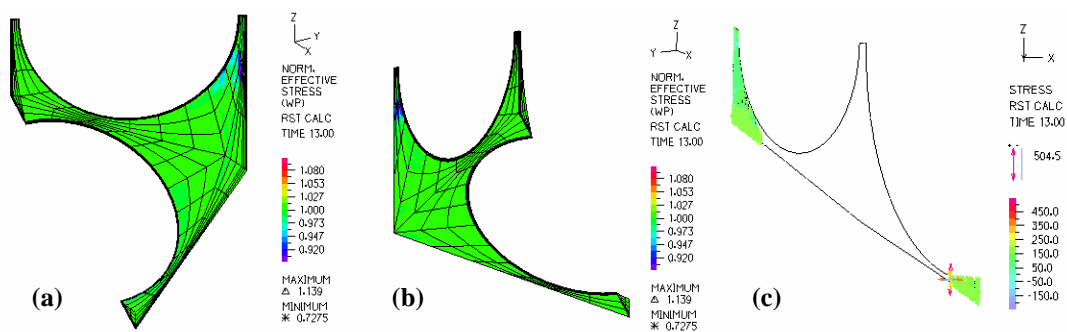 Z
Y
X
NORM.
EFFECTIVE
STRESS
(WP)
RST CALC
TIME 13.00
1.080
1.053
1.027
1.000
0.973
0.947
0.920
MAXIMUM
Δ 1.139
MINIMUM
* 0.7275
(a)
Z
Y
X
NORM.
EFFECTIVE
STRESS
(WP)
RST CALC
TIME 13.00
1.080
1.053
1.027
1.000
0.973
0.947
0.920
MAXIMUM
Δ 1.139
MINIMUM
* 0.7275
(b)
Z
X
STRESS
RST CALC
TIME 13.00
504.5
450.0
350.0
250.0
150.0
50.0
-50.0
-150.0
(c)